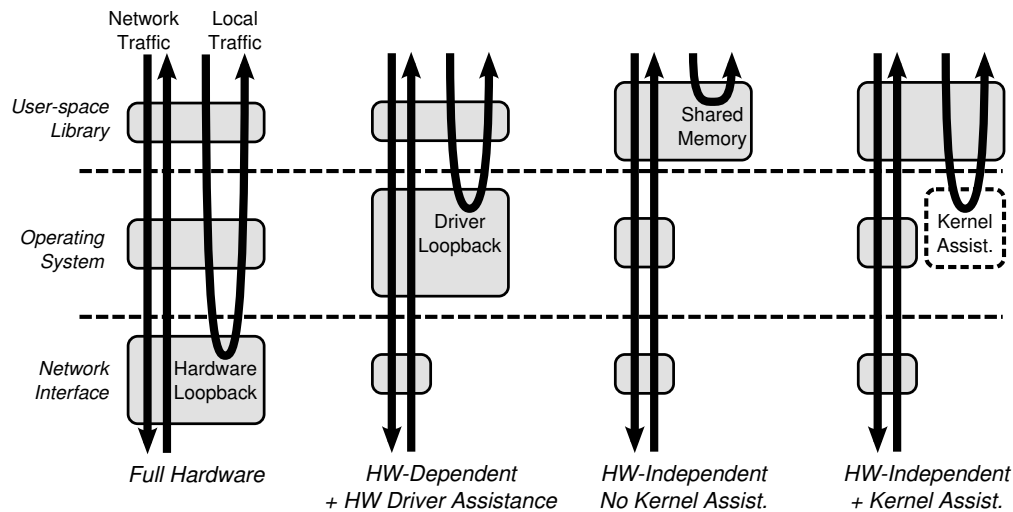 Network
Traffic
Local
Traffic
User-space
Library
Shared
Memory
Operating
System
Driver
Loopback
Kernel
Assist.
Network
Interface
Hardware
Loopback
Full Hardware
HW-Dependent
+ HW Driver Assistance
HW-Independent
No Kernel Assist.
HW-Independent
+ Kernel Assist.